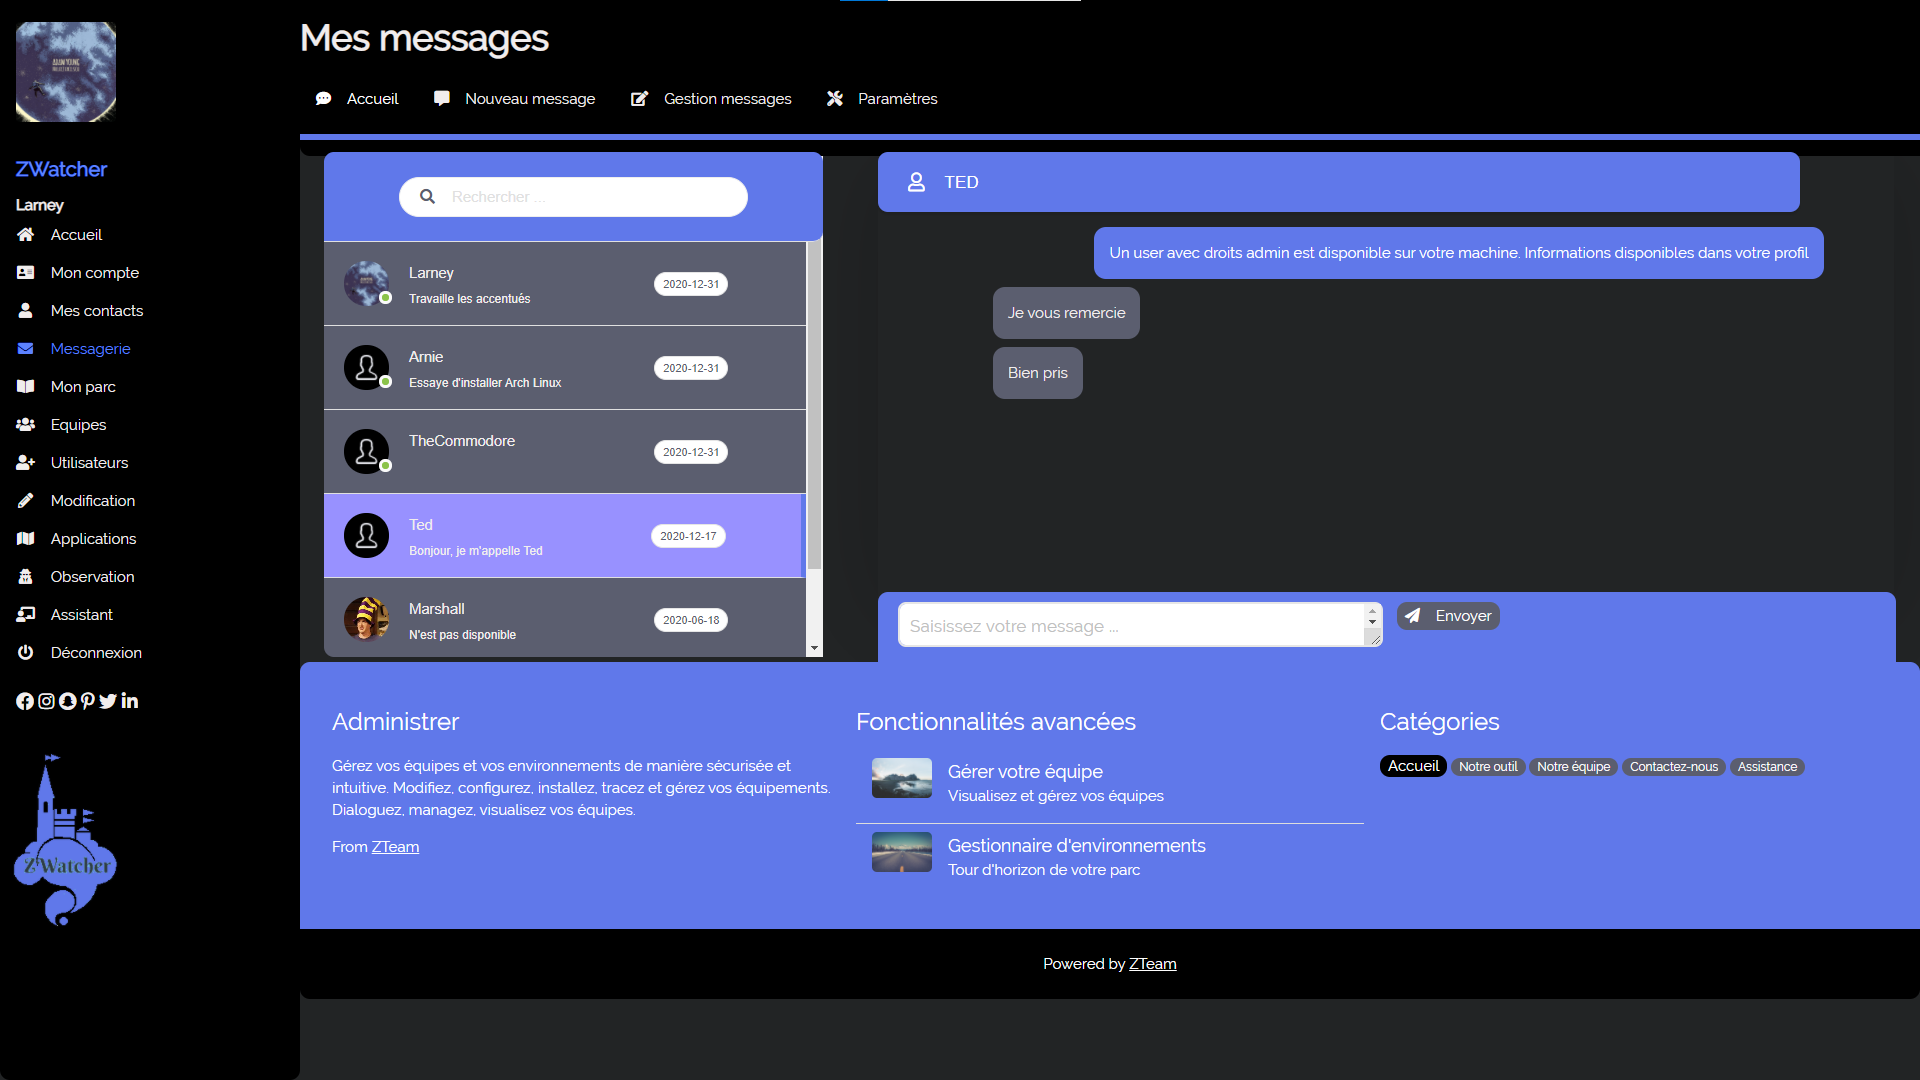 Mes messages
Accueil
Nouveau message
Gestion messages
Paramètres
ZWatcher
Larney
Accueil
Mon compte
Mes contacts
Messagerie
Mon parc
Equipes
Utilisateurs
Modification
Applications
Observation
Assistant
Déconnexion
ZWatcher
Rechercher ...
Larney
Travaille les accentués
2020-12-31
Arnie
Essaye d'installer Arch Linux
2020-12-31
TheCommodore
2020-12-31
Ted
Bonjour, je m'appelle Ted
2020-12-17
Marshall
N'est pas disponible
2020-06-18
TED
Un user avec droits admin est disponible sur votre machine. Informations disponibles dans votre profil
Je vous remercie
Bien pris
Saisissez votre message ...
Envoyer
Administrer
Gérez vos équipes et vos environnements de manière sécurisée et
intuitive. Modifiez, configurez, installez, tracez et gérez vos équipements.
Dialoguez, managez, visualisez vos équipes.
From ZTeam
Fonctionnalités avancées
Gérer votre équipe
Visualisez et gérez vos équipes
Gestionnaire d'environnements
Tour d'horizon de votre parc
Catégories
Accueil Notre outil Notre équipe Contactez-nous Assistance
Powered by ZTeam